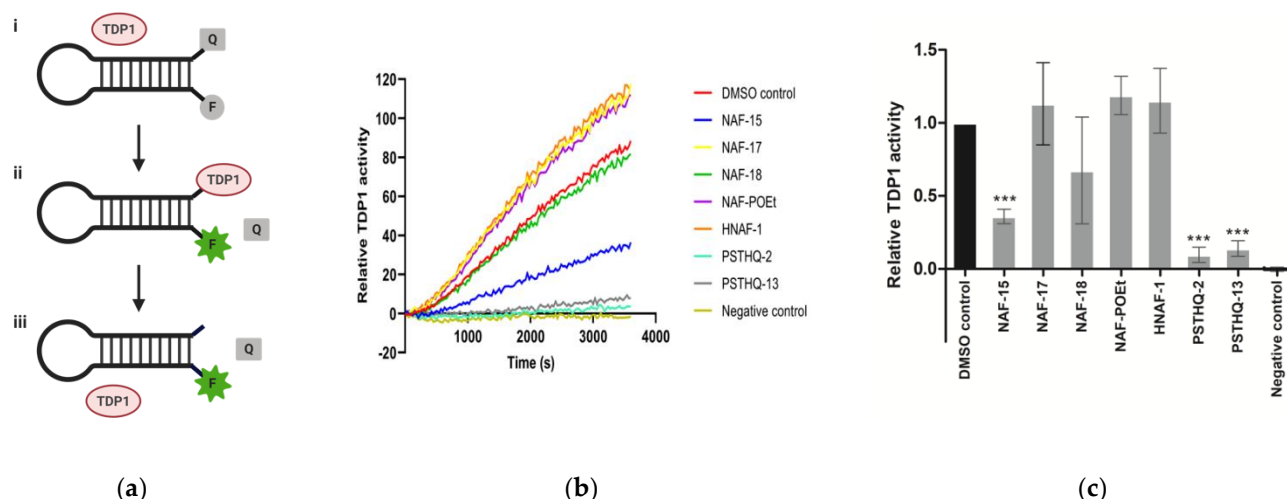 i
TDP1
Q
F
ii
TDP1
F
Q
iii
Q
F
TDP1
(a)
Relative TDP1 activity
120
100
80
60
40
20
0
-20
1000
2000
3000
4000
Time (s)
DMSO control
NAF-15
NAF-17
NAF-18
NAF-POEt
HNAF-1
PSTHQ-2
PSTHQ-13
Negative control
(b)
Relative TDP1 activity
1.5
1.0
0.5
0.0
***
***
***
DMSO control
NAF-15
NAF-17
NAF-18
NAF-POEt
HNAF-1
PSTHQ-2
PSTHQ-13
Negative control
(c)